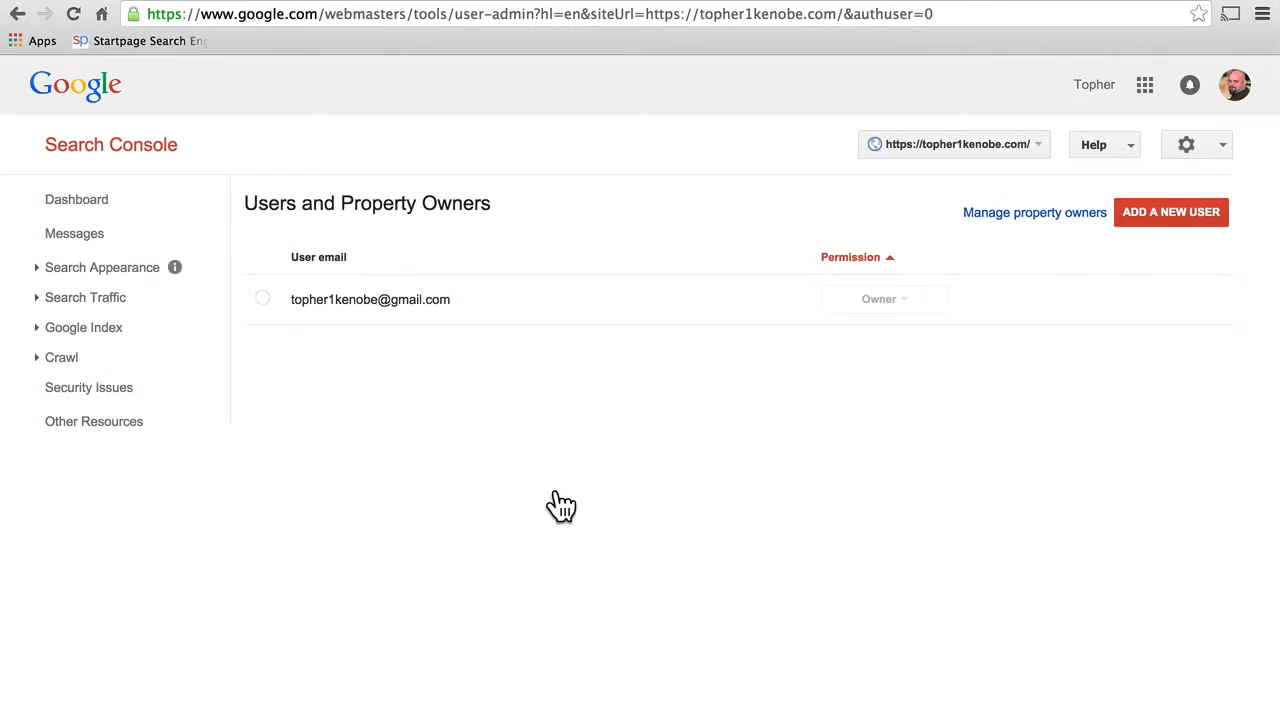 https://www.google.com/webmasters/tools/user-admin?hl=en&siteUrl=https://topher1kenobe.com/&authuser=0
Apps SP Startpage Search Eng
Google Topher
Search Console https://topher1kenobe.com/ Help
Dashboard
Messages
Search Appearance i
Search Traffic
Google Index
Crawl
Security Issues
Other Resources
Users and Property Owners
Manage property owners ADD A NEW USER
User email Permission
topher1kenobe@gmail.com Owner